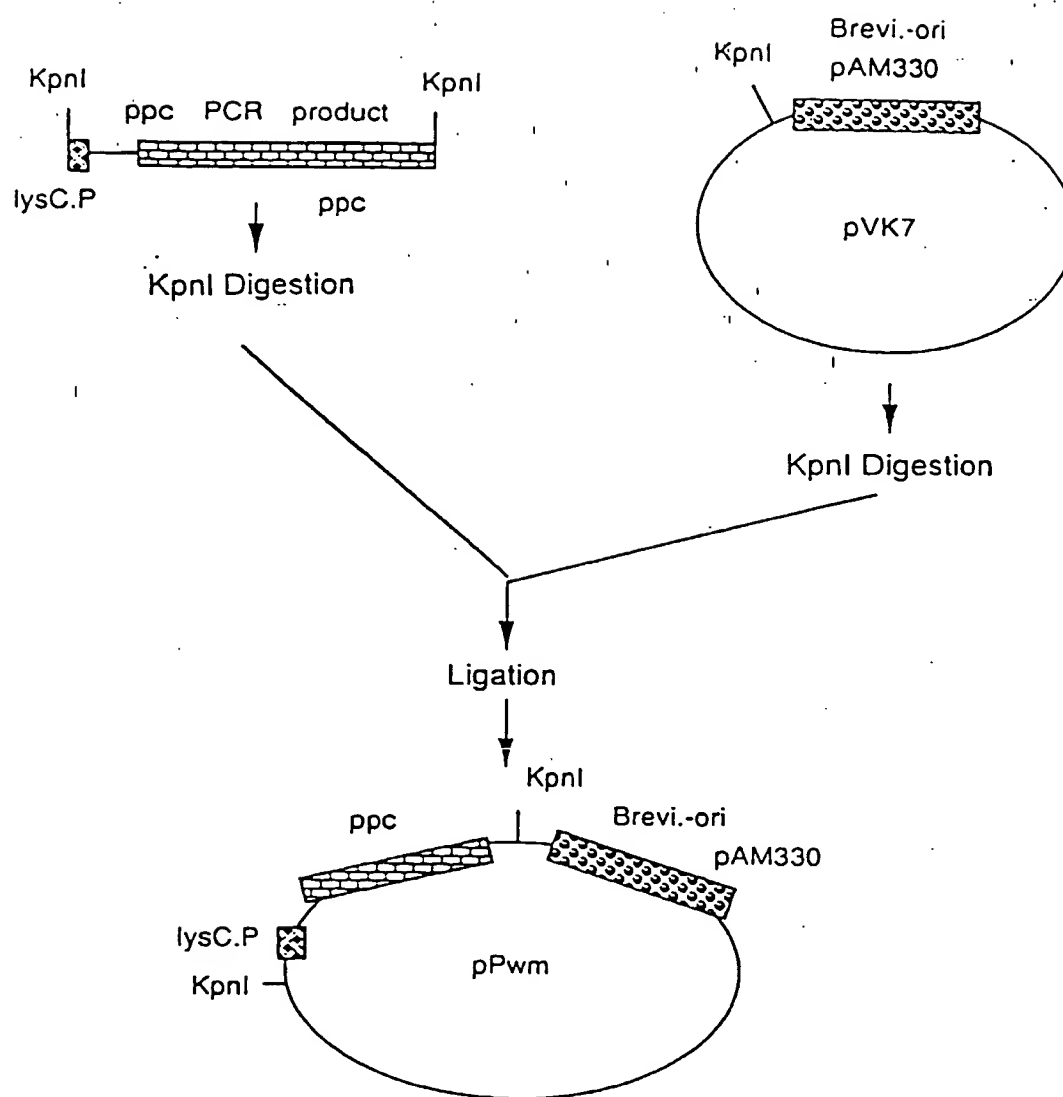 KpnI
KpnI
ppc PCR product
lysC.P
ppc
KpnI Digestion
Brevi.-ori
pAM330
KpnI
pVK7
KpnI Digestion
Ligation
KpnI
ppc
Brevi.-ori
pAM330
lysC.P
KpnI
pPwm